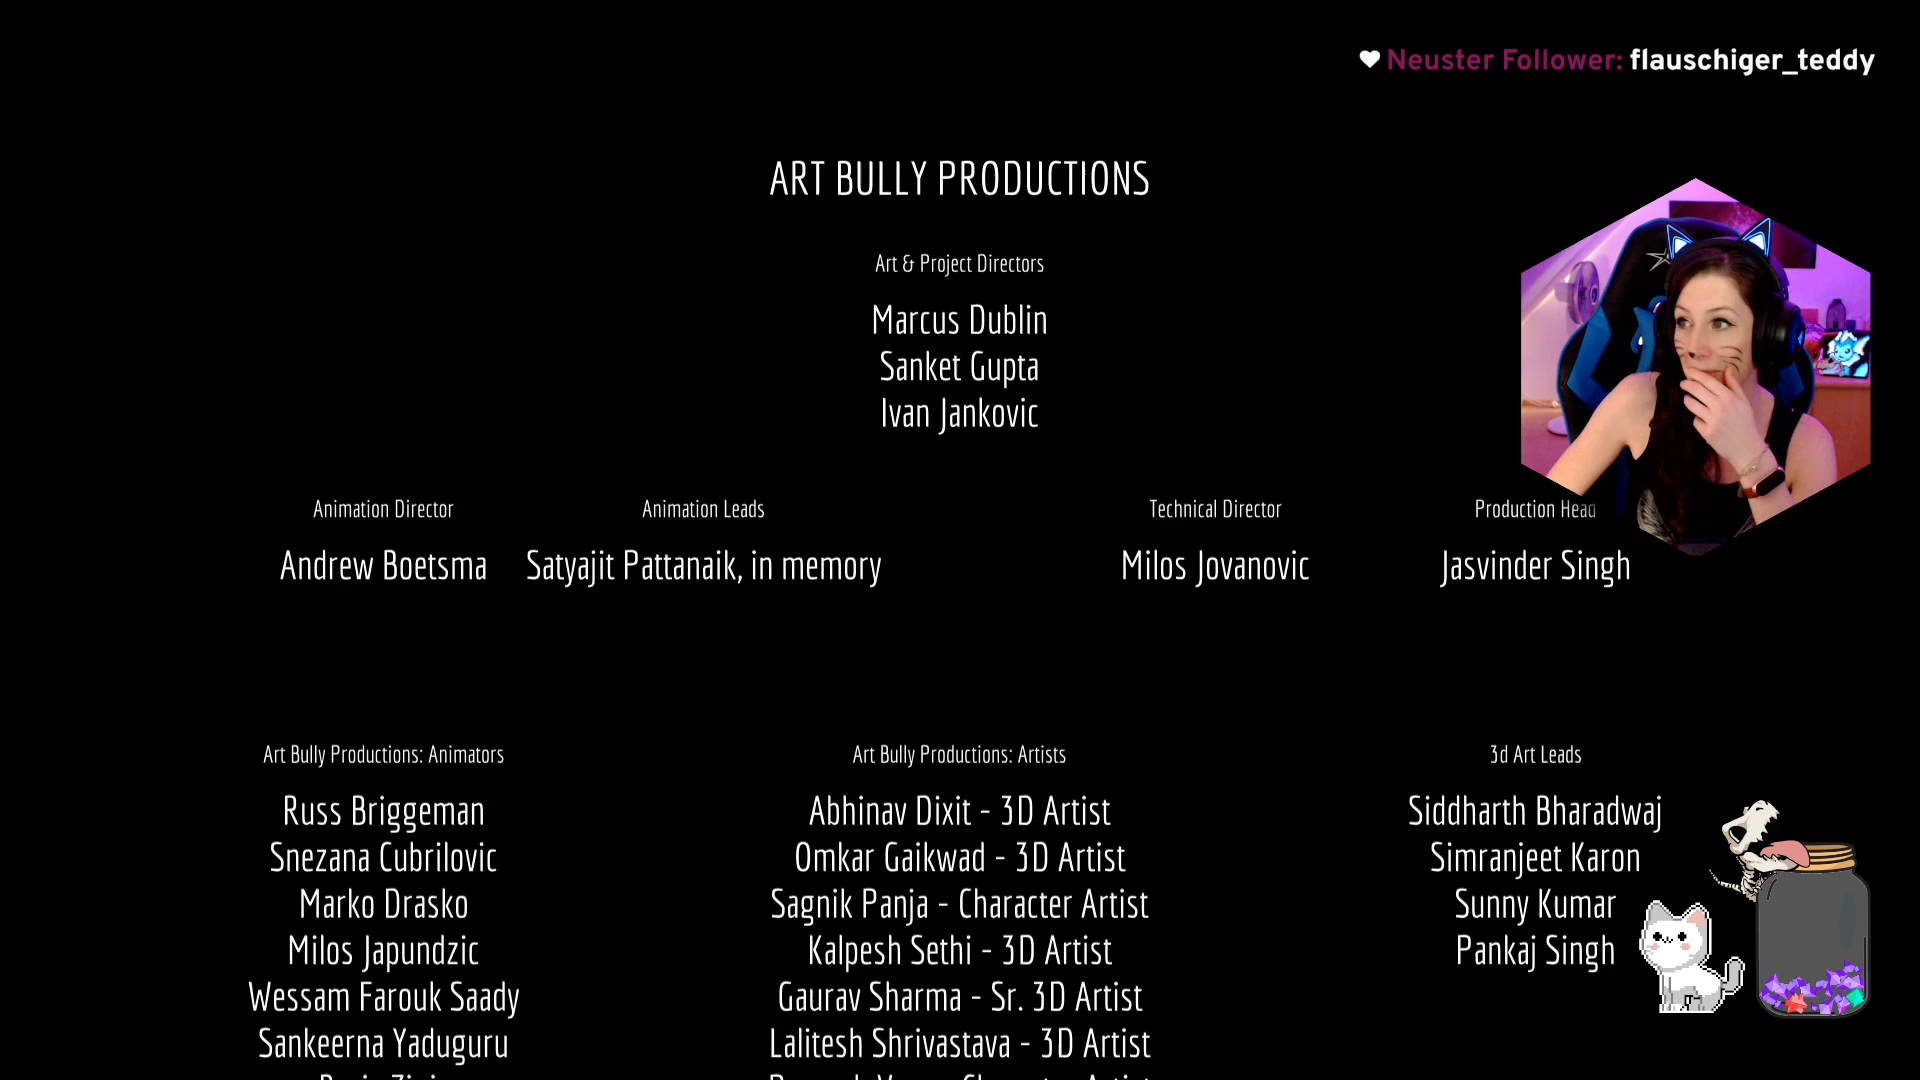 Neuster Follower: flauschiger_teddy
ART BULLY PRODUCTIONS
Art & Project Directors
Marcus Dublin
Sanket Gupta
Ivan Jankovic
Animation Director
Andrew Boetsma
Animation Leads
Satyajit Pattanaik, in memory
Technical Director
Milos Jovanovic
Production Head
Jasvinder Singh
Art Bully Productions: Animators
Russ Briggeman
Snezana Cubrilovic
Marko Drasko
Milos Japundzic
Wessam Farouk Saady
Sankeerna Yaduguru
Art Bully Productions: Artists
Abhinav Dixit - 3D Artist
Omkar Gaikwad - 3D Artist
Sagnik Panja - Character Artist
Kalpesh Sethi - 3D Artist
Gaurav Sharma - Sr. 3D Artist
Lalitesh Shrivastava - 3D Artist
3d Art Leads
Siddharth Bharadwaj
Simranjeet Karon
Sunny Kumar
Pankaj Singh